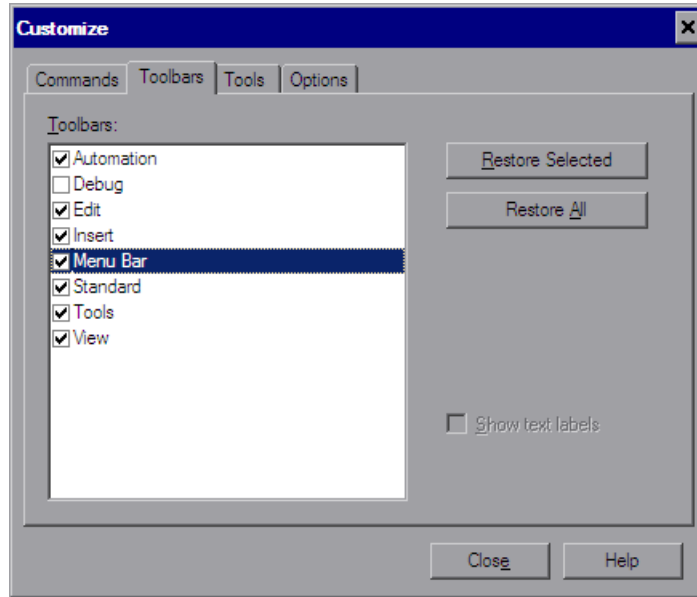 Customize
Commands Toolbars Tools Options
Toolbars:
Automation
Debug
Edit
Insert
Menu Bar
Standard
Tools
View
Restore Selected
Restore All
Show text labels
Close Help